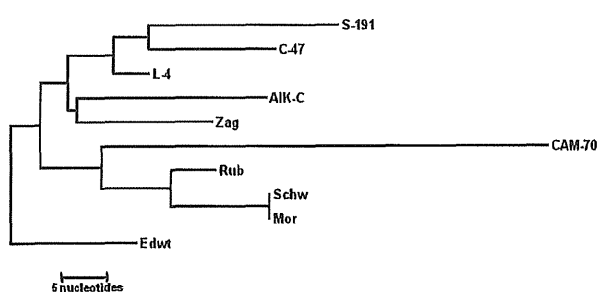 S-191
C-47
L-4
AIK-C
Zag
CAM-70
Rub
Schw
Mor
Edwt
5 nucleotides